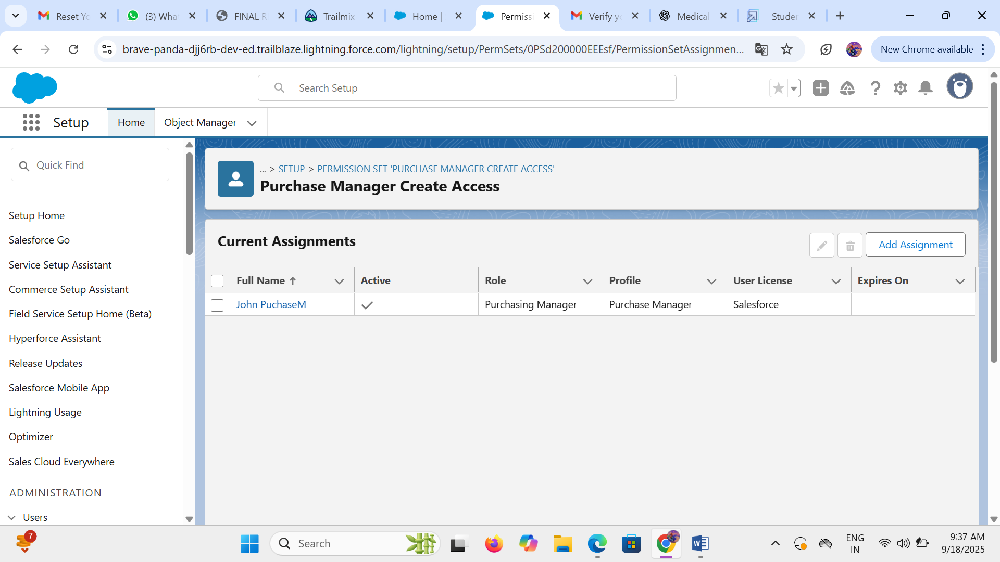 Reset Yo
(3) What
FINAL R
Trailmix
Home |
Permissi
Verify yo
Medical
- Studen
brave-panda-djj6rb-dev-ed.trailblaze.lightning.force.com/lightning/setup/PermSets/0PSd200000EEEsf/PermissionSetAssignmen...
New Chrome available
Search Setup
Setup
Home
Object Manager
Quick Find
Setup Home
Salesforce Go
Service Setup Assistant
Commerce Setup Assistant
Field Service Setup Home (Beta)
Hyperforce Assistant
Release Updates
Salesforce Mobile App
Lightning Usage
Optimizer
Sales Cloud Everywhere
ADMINISTRATION
Users
... > SETUP > PERMISSION SET 'PURCHASE MANAGER CREATE ACCESS'
Purchase Manager Create Access
Current Assignments
Add Assignment
Full Name Active Role Profile User License Expires On
John PuchaseM Purchasing Manager Purchase Manager Salesforce
7
Search
ENG
IN
9:37 AM
9/18/2025